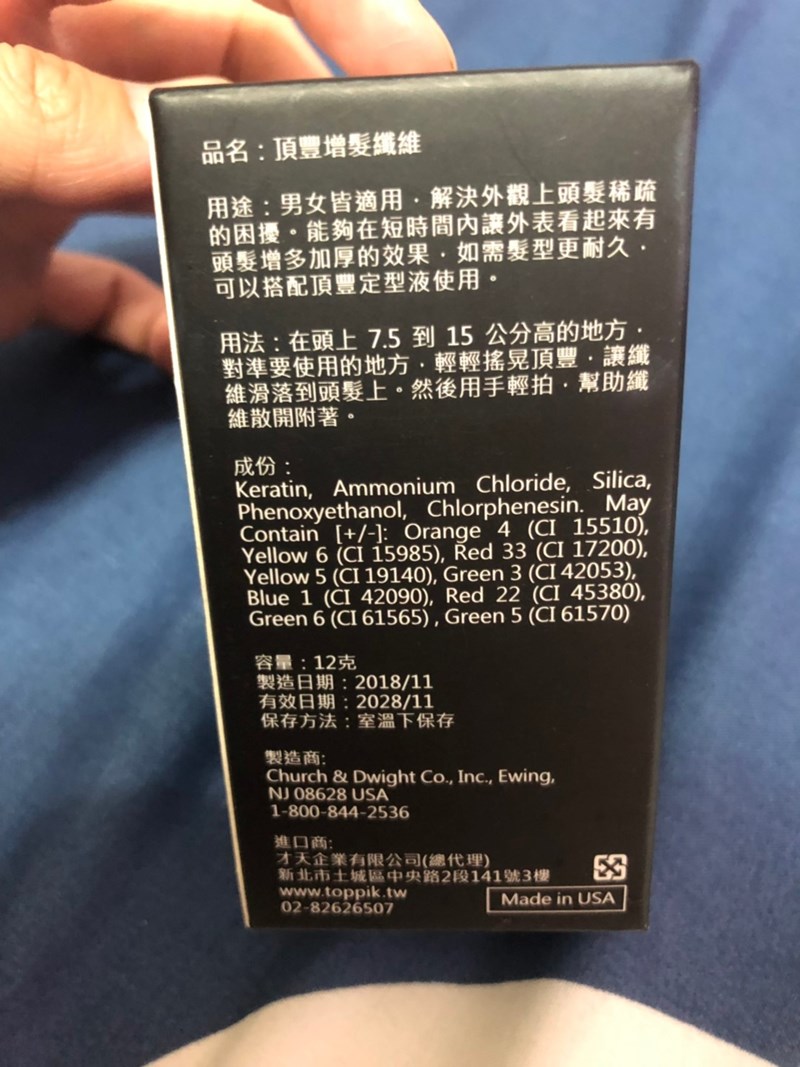 品名：頂豐增髮纖維
用途：男女皆適用，解決外觀上頭髮稀疏
的困擾。能夠在短時間內讓外表看起來有
頭髮增多加厚的效果，如需髮型更耐久，
可以搭配頂豐定型液使用。
用法：在頭上 7.5 到 15 公分高的地方，
對準要使用的地方，輕輕搖晃頂豐，讓纖
維滑落到頭髮上。然後用手輕拍，幫助纖
維散開附著。
成份：
Keratin, Ammonium Chloride, Silica,
Phenoxyethanol, Chlorphenesin. May
Contain [+/-]: Orange 4 (CI 15510),
Yellow 6 (CI 15985), Red 33 (CI 17200),
Yellow 5 (CI 19140), Green 3 (CI 42053),
Blue 1 (CI 42090), Red 22 (CI 45380),
Green 6 (CI 61565) , Green 5 (CI 61570)
容量：12克
製造日期：2018/11
有效日期：2028/11
保存方法：室溫下保存
製造商:
Church & Dwight Co., Inc., Ewing,
NJ 08628 USA
1-800-844-2536
進口商:
才天企業有限公司(總代理)
新北市土城區中央路2段141號3樓
www.toppik.tw
02-82626507
Made in USA